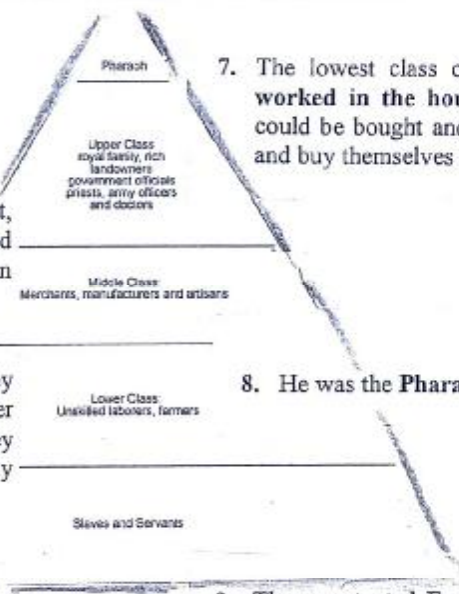 Pharaoh
7. The lowest class
worked in the
could be bought
and buy themselves
Upper Class
royal family, rich
landowners
government officials
priests, army officers
and doctors
Middle Class
Merchants, manufacturers and artisans
8. He was the
Lower Class
Unskilled laborers, farmers
Slaves and Servants